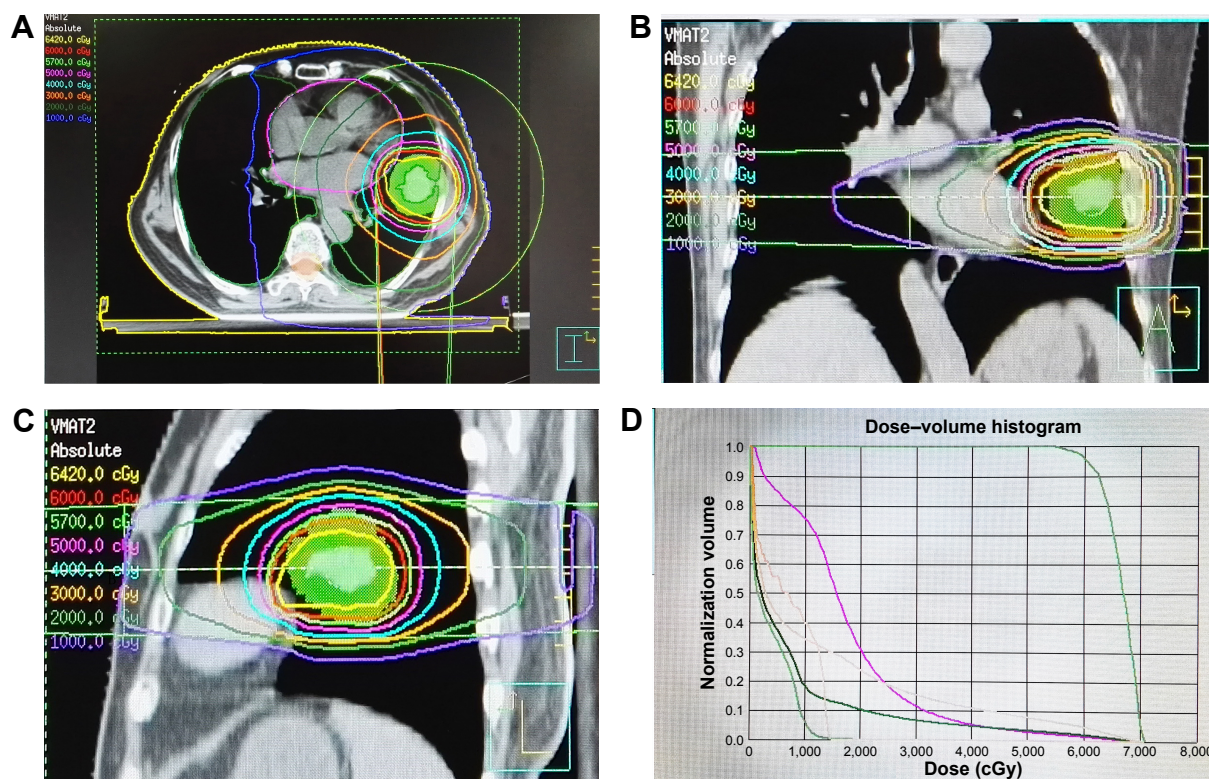 A
VMAT2
Absolute
6420.0 cGy
6000.0 cGy
5700.0 cGy
5000.0 cGy
4000.0 cGy
3000.0 cGy
2000.0 cGy
1000.0 cGy
B
VMAT2
Absolute
6420.0 cGy
6000.0 cGy
5700.0 cGy
5000.0 cGy
4000.0 cGy
3000.0 cGy
2000.0 cGy
1000.0 cGy
C
VMAT2
Absolute
6420.0 cGy
6000.0 cGy
5700.0 cGy
5000.0 cGy
4000.0 cGy
3000.0 cGy
2000.0 cGy
1000.0 cGy
D
Dose–volume histogram
Normalization volume
1.0
0.9
0.8
0.7
0.6
0.5
0.4
0.3
0.2
0.1
0.0
0 1,000 2,000 3,000 4,000 5,000 6,000 7,000 8,000
Dose (cGy)